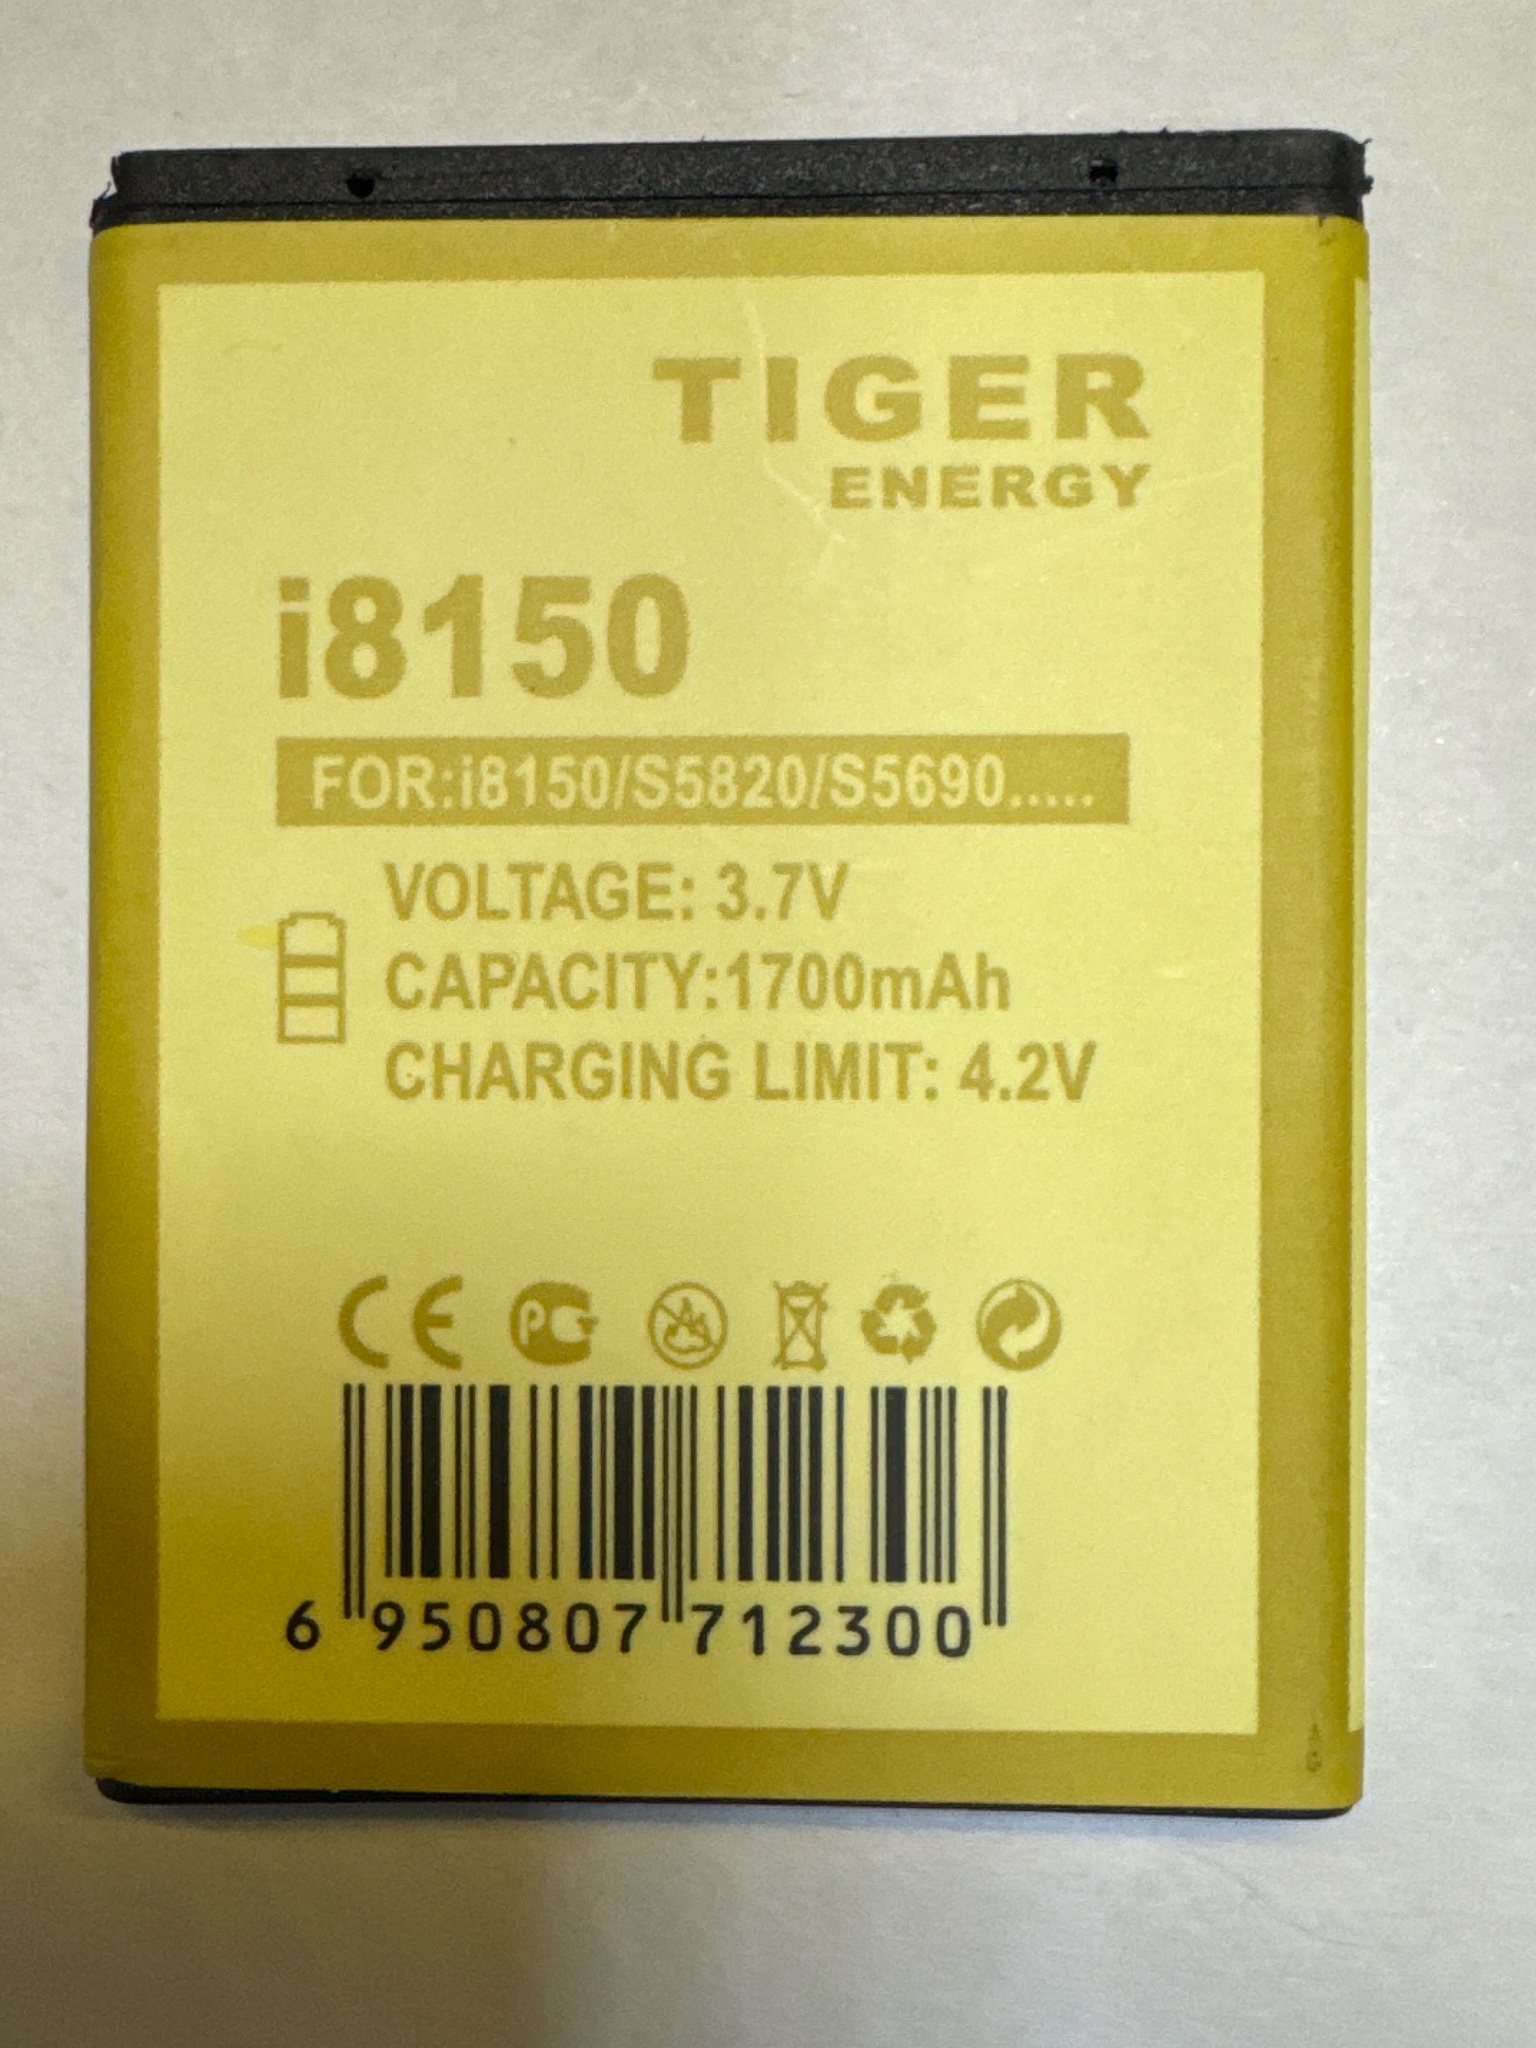 TIGER
ENERGY
i8150
FOR:i8150/S5820/S5690.....
VOLTAGE: 3.7V
CAPACITY:1700mAh
CHARGING LIMIT: 4.2V
CE PG
6 950807 712300